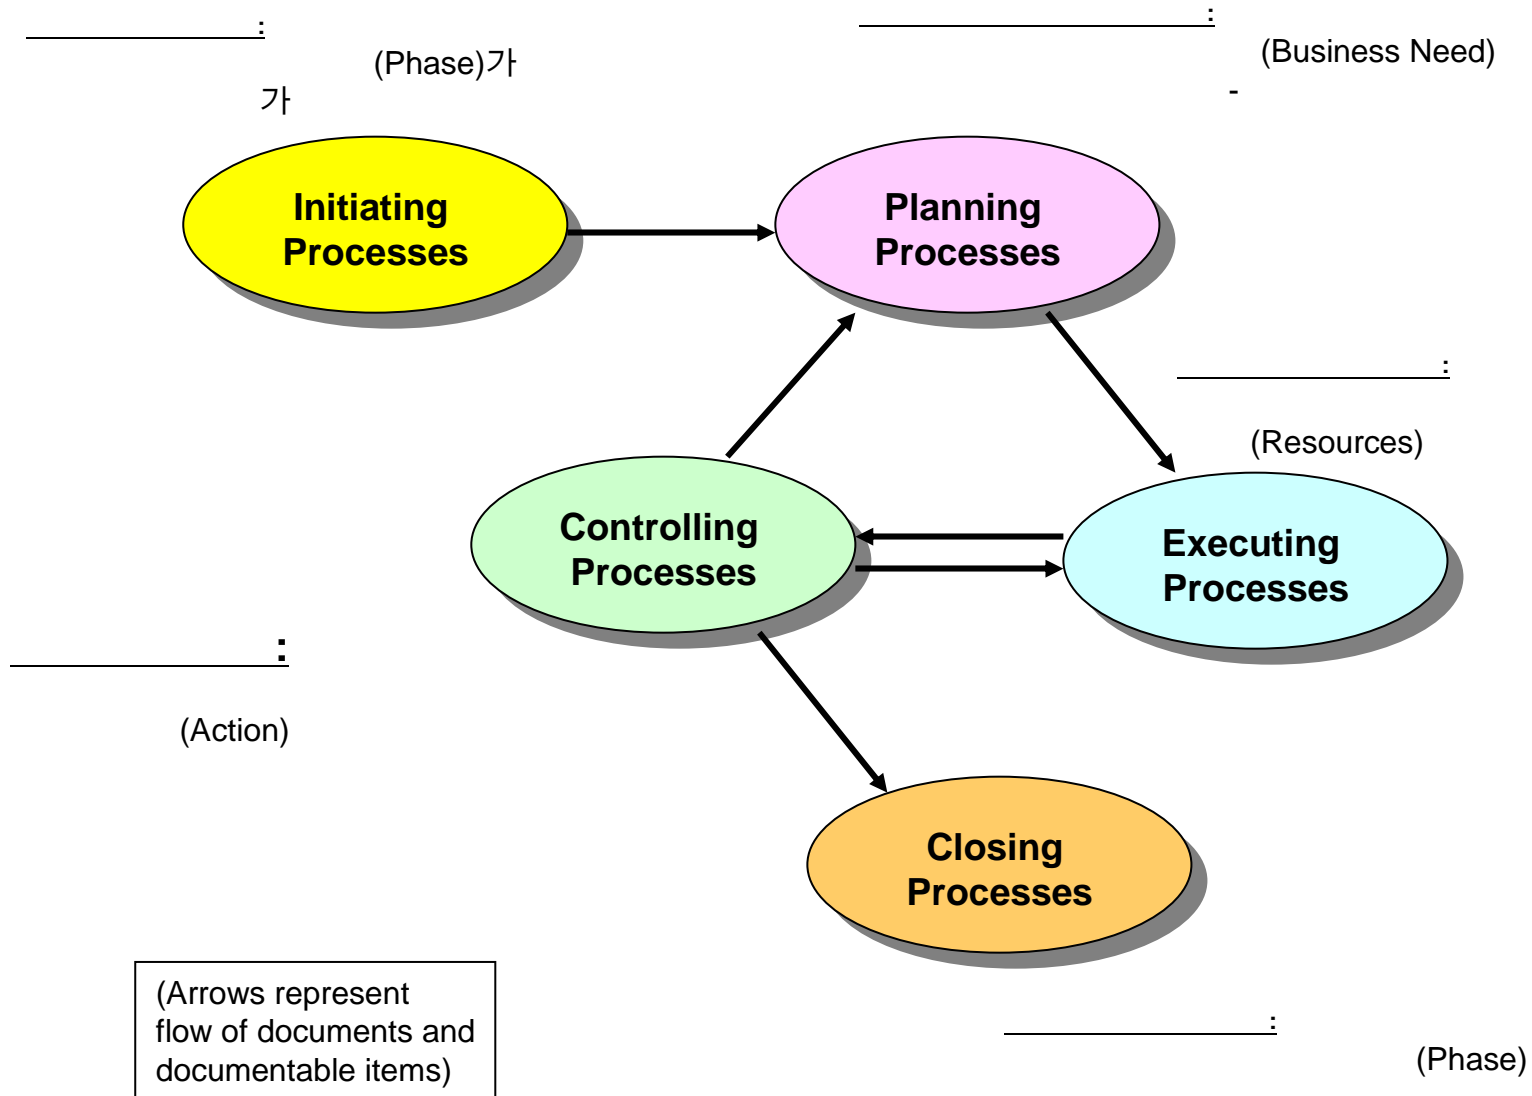 :
(Phase)가
가
:
(Business Need)
-
Initiating
Processes
Planning
Processes
:
(Resources)
Controlling
Processes
Executing
Processes
:
(Action)
Closing
Processes
(Arrows represent
flow of documents and
documentable items)
:
(Phase)